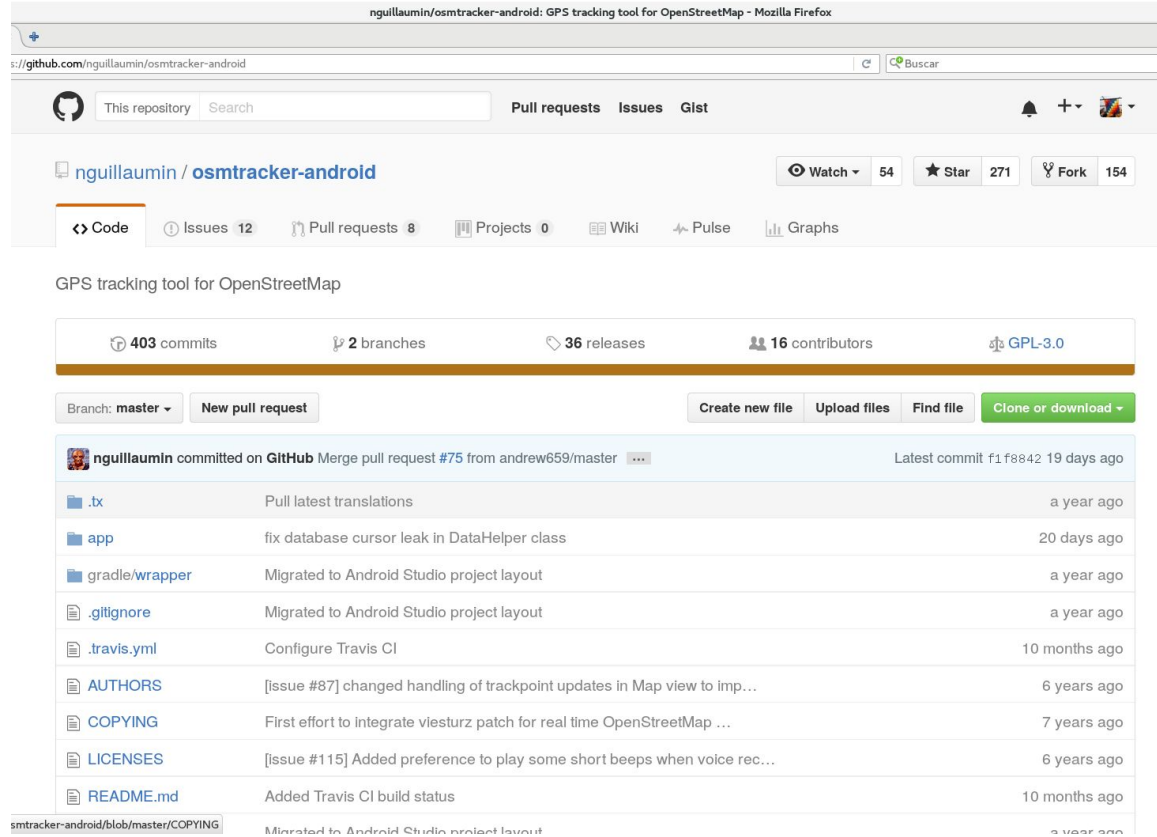 nguillaumin/osmtracker-android: GPS tracking tool for OpenStreetMap - Mozilla Firefox
s://github.com/nguillaumin/osmtracker-android Buscar
This repository Search Pull requests Issues Gist
nguillaumin / osmtracker-android Watch 54 Star 271 Fork 154
Code Issues 12 Pull requests 8 Projects 0 Wiki Pulse Graphs
GPS tracking tool for OpenStreetMap
403 commits 2 branches 36 releases 16 contributors GPL-3.0
Branch: master New pull request Create new file Upload files Find file Clone or download
nguillaumin committed on GitHub Merge pull request #75 from andrew659/master ... Latest commit f1f8842 19 days ago
.tx Pull latest translations a year ago
app fix database cursor leak in DataHelper class 20 days ago
gradle/wrapper Migrated to Android Studio project layout a year ago
.gitignore Migrated to Android Studio project layout a year ago
.travis.yml Configure Travis CI 10 months ago
AUTHORS [issue #87] changed handling of trackpoint updates in Map view to imp… 6 years ago
COPYING First effort to integrate viesturz patch for real time OpenStreetMap … 7 years ago
LICENSES [issue #115] Added preference to play some short beeps when voice rec… 6 years ago
README.md Added Travis CI build status 10 months ago
smtracker-android/blob/master/COPYING Migrated to Android Studio project layout a year ago